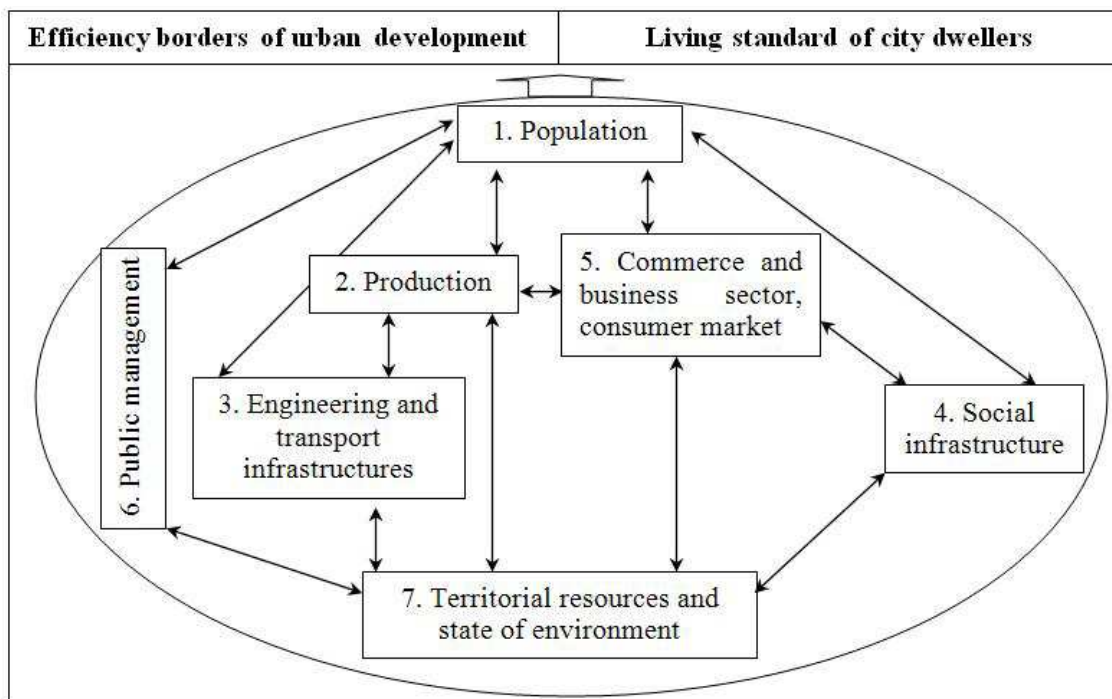 Efficiency borders of urban development
Living standard of city dwellers
1. Population
2. Production
5. Commerce and
business sector,
consumer market
6. Public management
3. Engineering and
transport
infrastructures
4. Social
infrastructure
7. Territorial resources and
state of environment